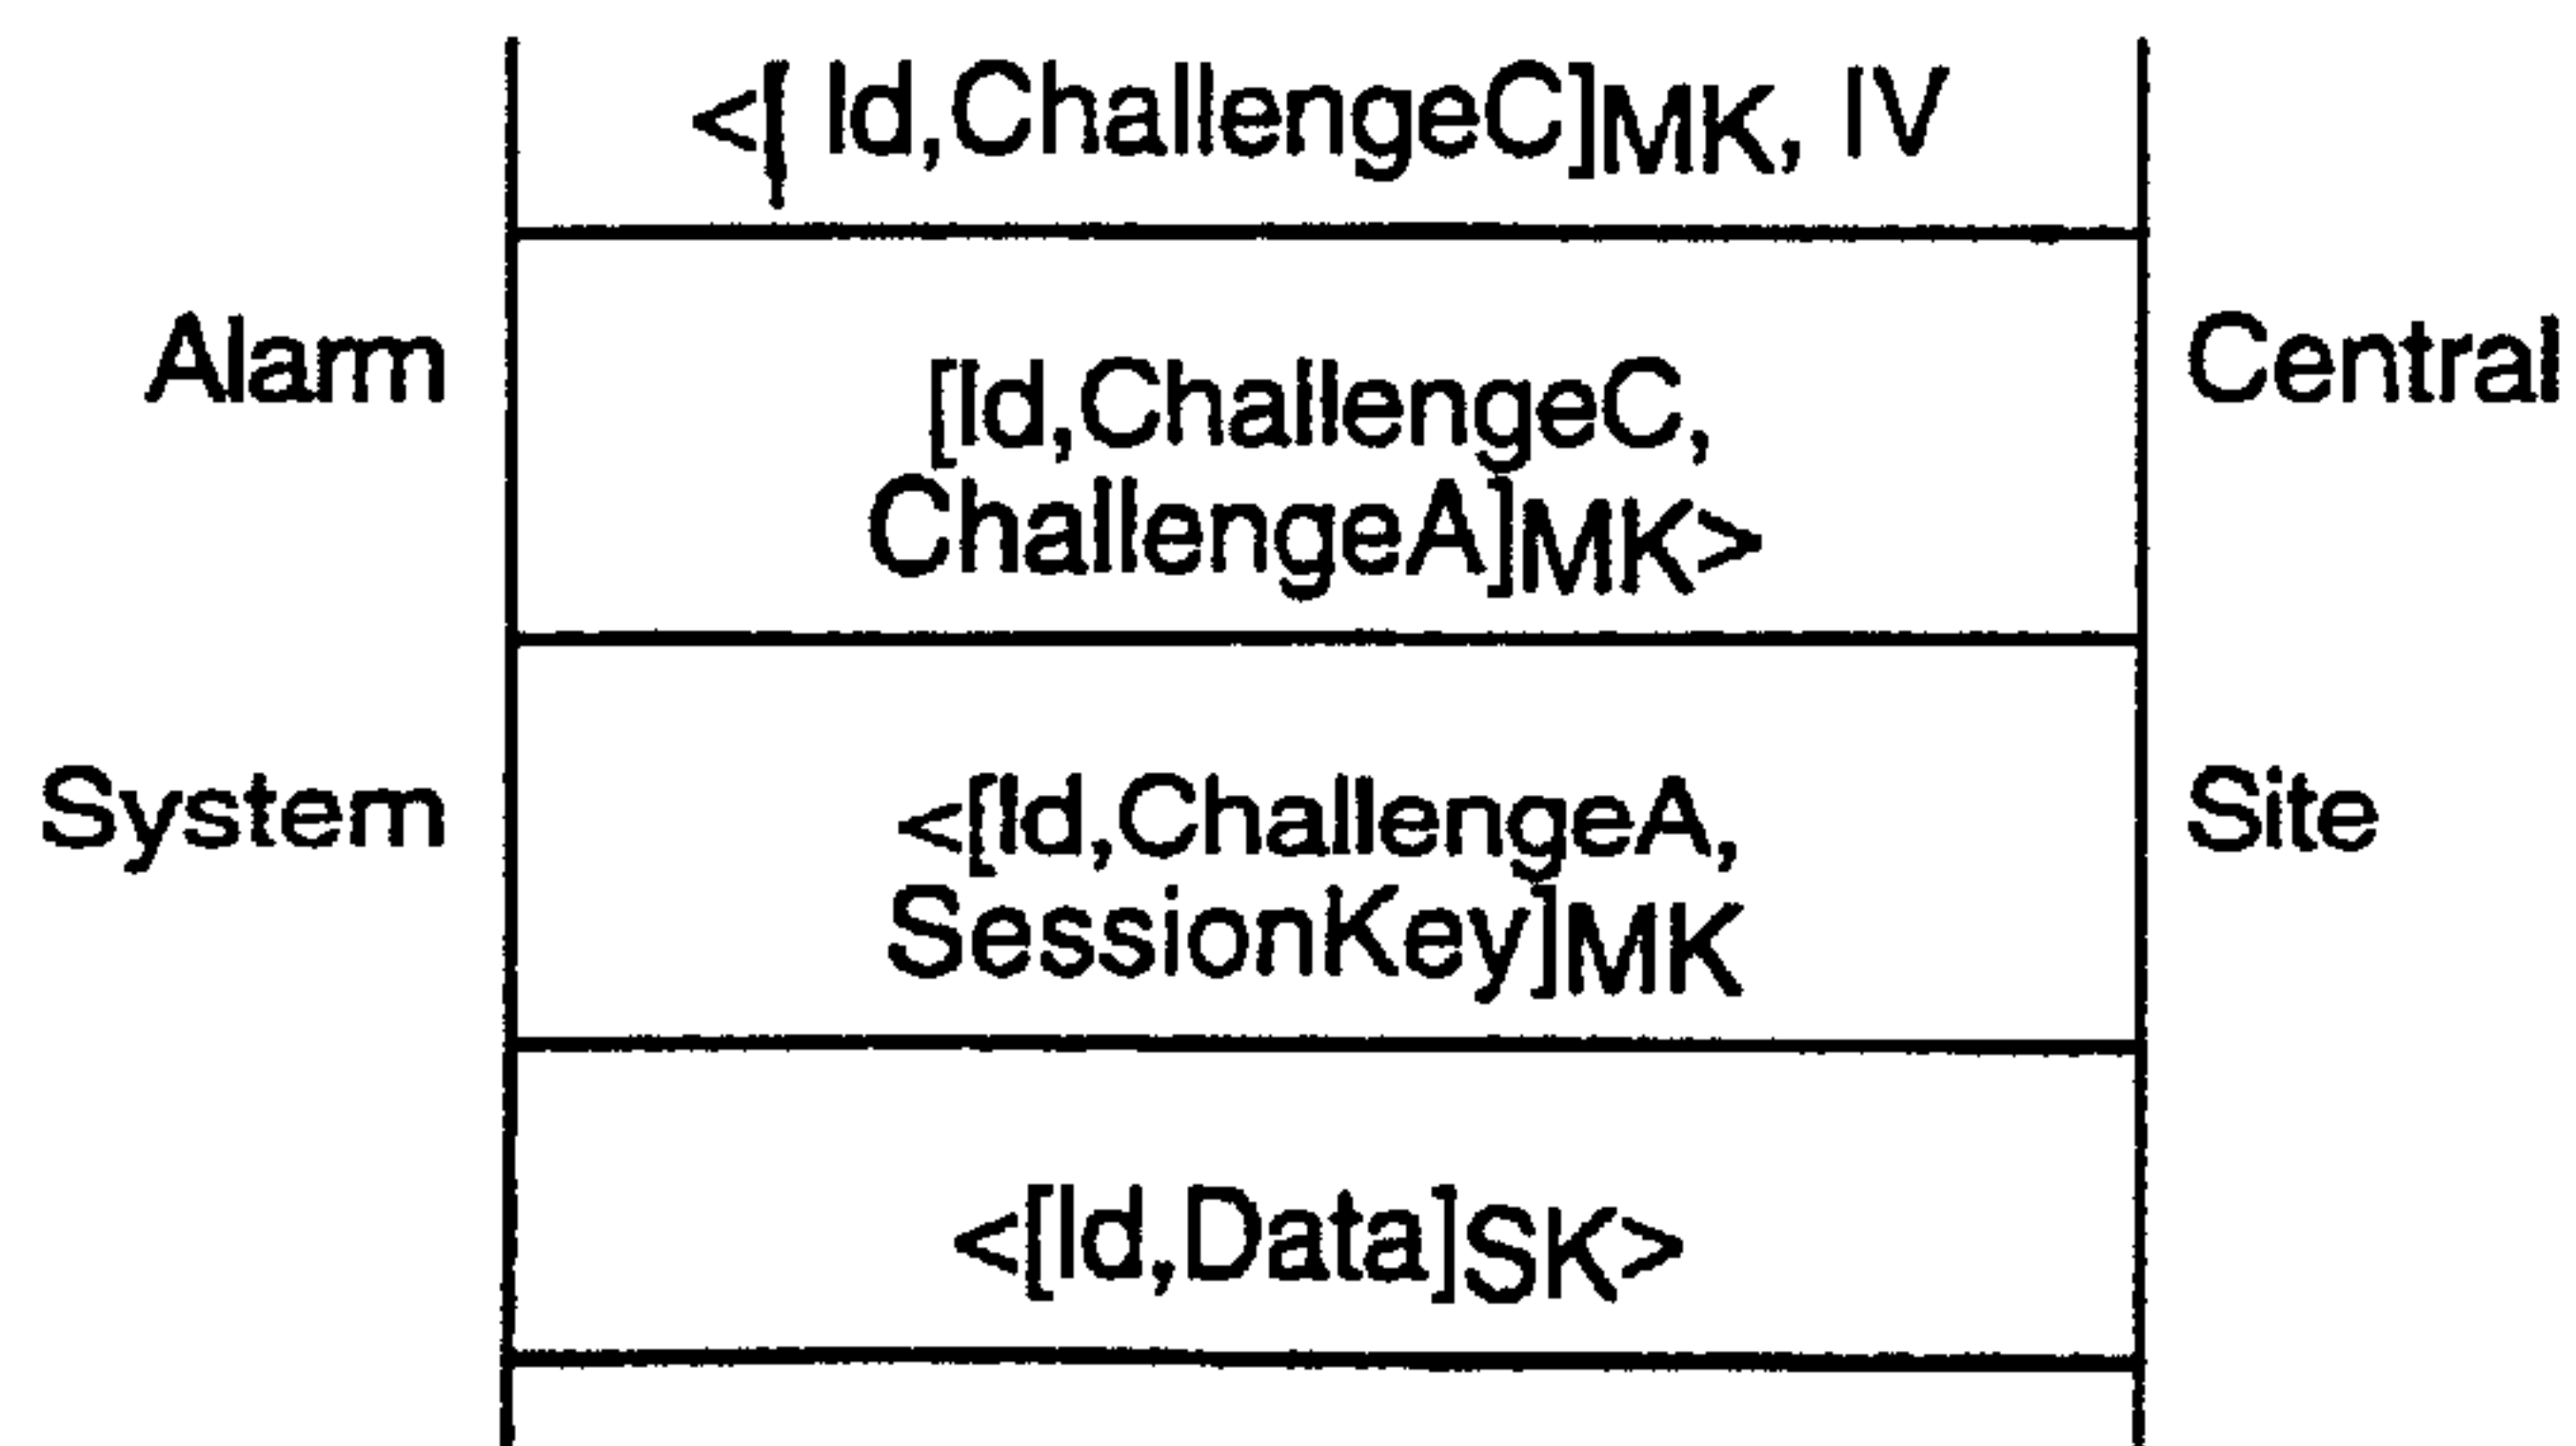 <[ Id,ChallengeC]MK, IV
Alarm
[Id,ChallengeC,
ChallengeA]MK>
Central
System
<[Id,ChallengeA,
SessionKey]MK
Site
<[Id,Data]SK>